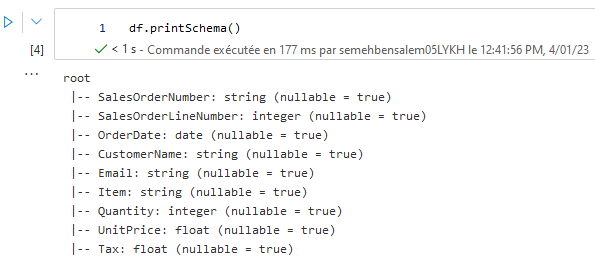 1 df.printSchema()
[4] < 1 s - Commande exécutée en 177 ms par semehbensalem05LYKH le 12:41:56 PM, 4/01/23
... root
|-- SalesOrderNumber: string (nullable = true)
|-- SalesOrderLineNumber: integer (nullable = true)
|-- OrderDate: date (nullable = true)
|-- CustomerName: string (nullable = true)
|-- Email: string (nullable = true)
|-- Item: string (nullable = true)
|-- Quantity: integer (nullable = true)
|-- UnitPrice: float (nullable = true)
|-- Tax: float (nullable = true)